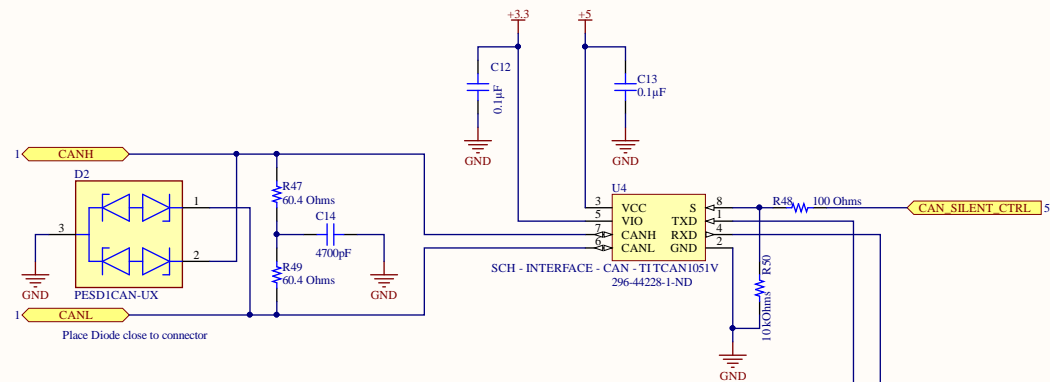 +3.3
+5
C12
0.1µF
C13
0.1µF
1 CANH
D2
R47
60.4 Ohms
C14
4700pF
1
3
2
R49
60.4 Ohms
GND
GND
GND
GND
PESD1CAN-UX
1 CANL
Place Diode close to connector
U4
3 VCC S 8
5 VIO TXD 1
7 CANH RXD 4
6 CANL GND 2
SCH - INTERFACE - CAN - TI TCAN1051V
296-44228-1-ND
R48 100 Ohms
CAN_SILENT_CTRL 5
R50
10 kOhms
GND